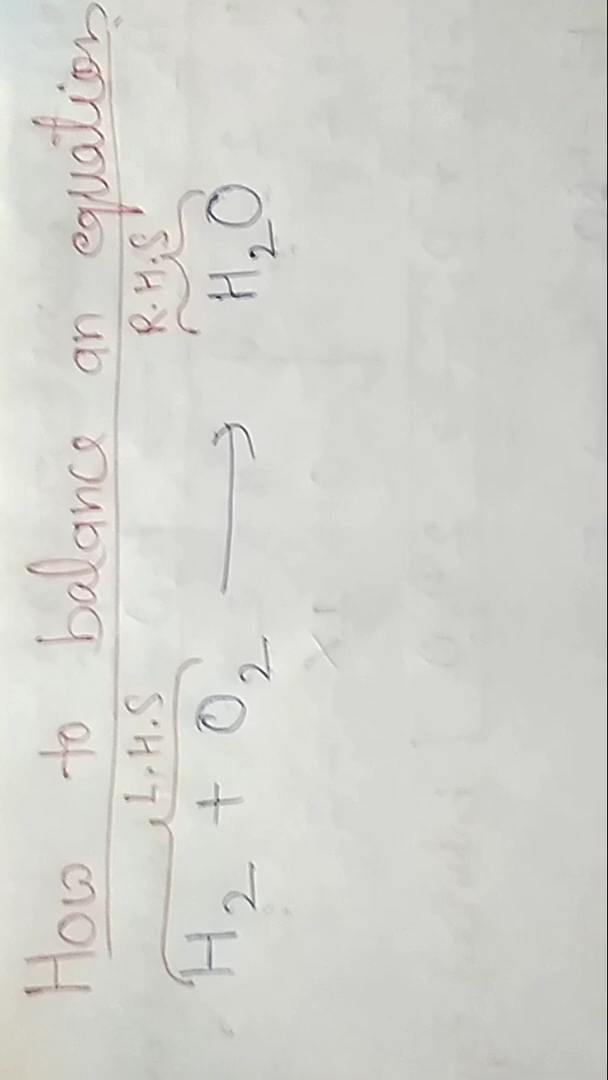 How to balance an equation.
L.H.S R.H.S
H₂ + O₂ ⟶ H₂O